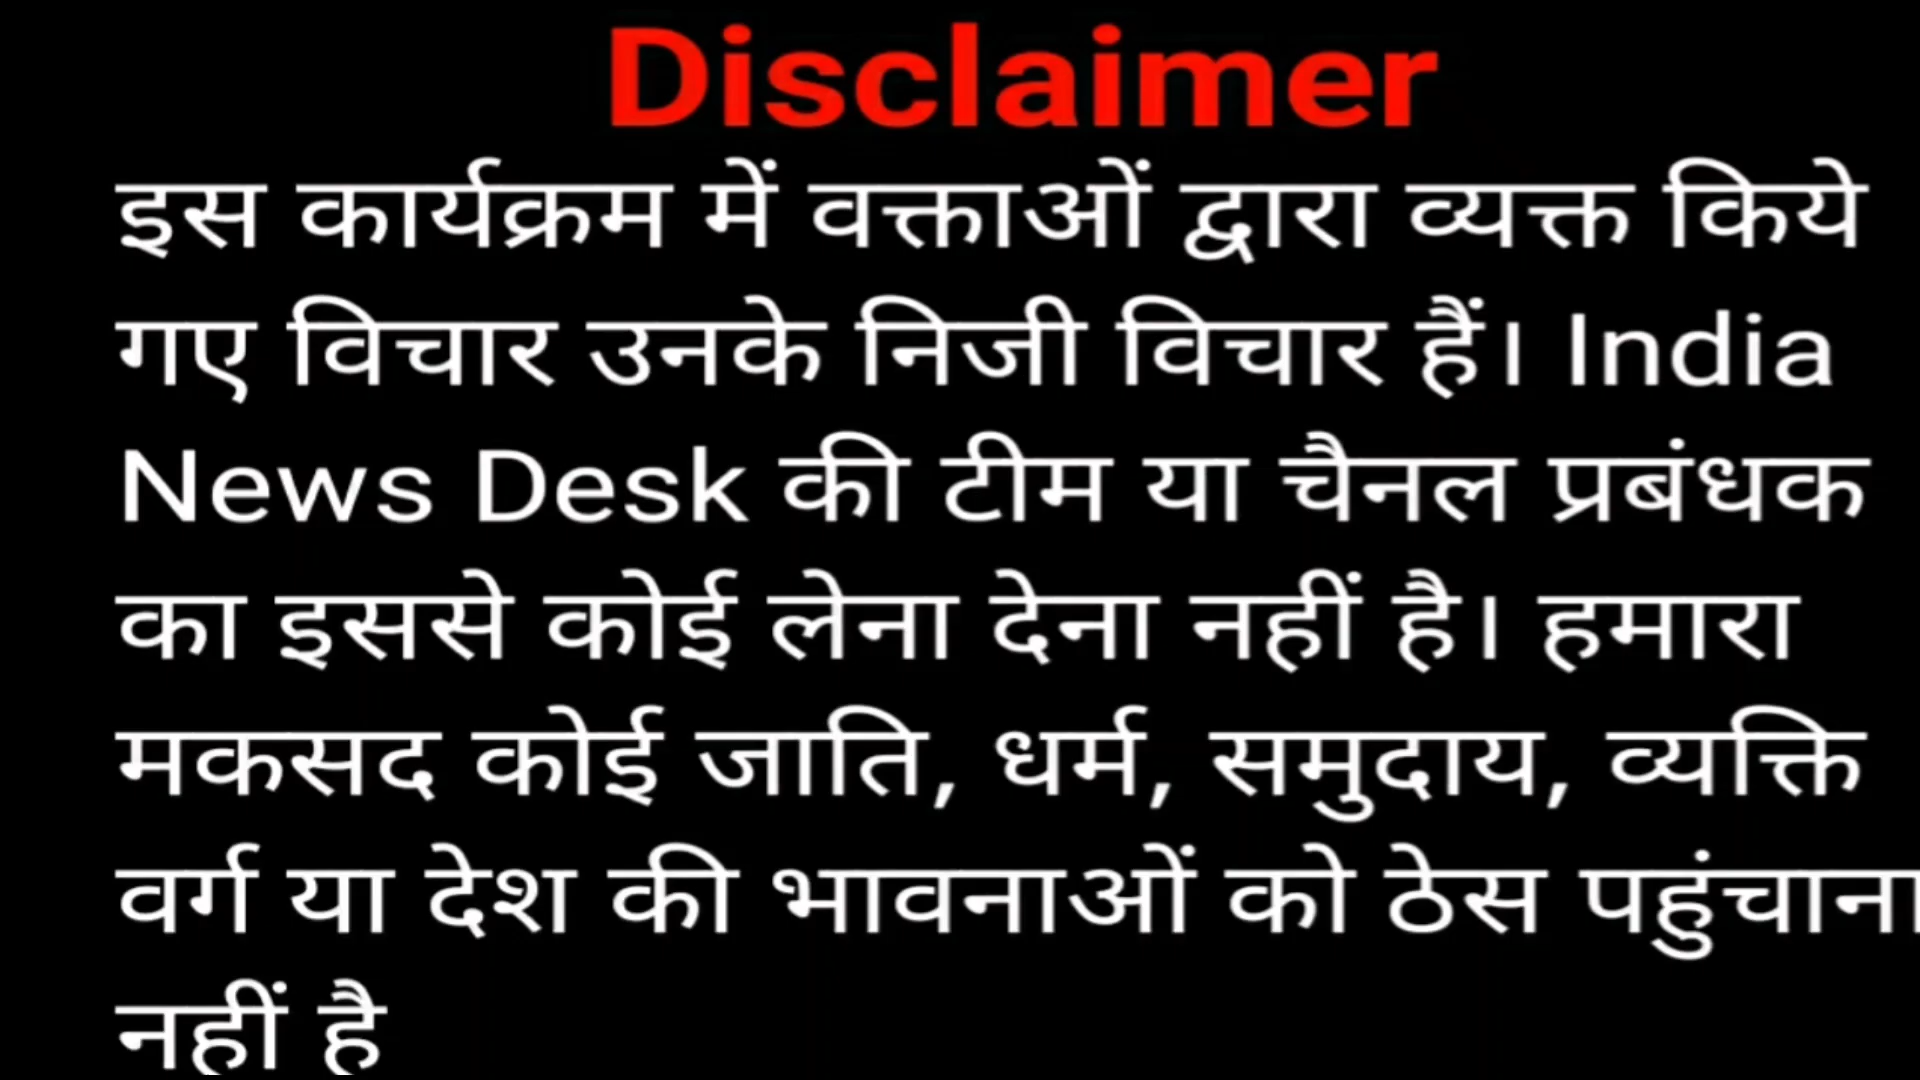 Disclaimer
इस कार्यक्रम में वक्ताओं द्वारा व्यक्त किये
गए विचार उनके निजी विचार हैं। India
News Desk की टीम या चैनल प्रबंधक
का इससे कोई लेना देना नहीं है। हमारा
मकसद कोई जाति, धर्म, समुदाय, व्यक्ति
वर्ग या देश की भावनाओं को ठेस पहुंचाना
नहीं है